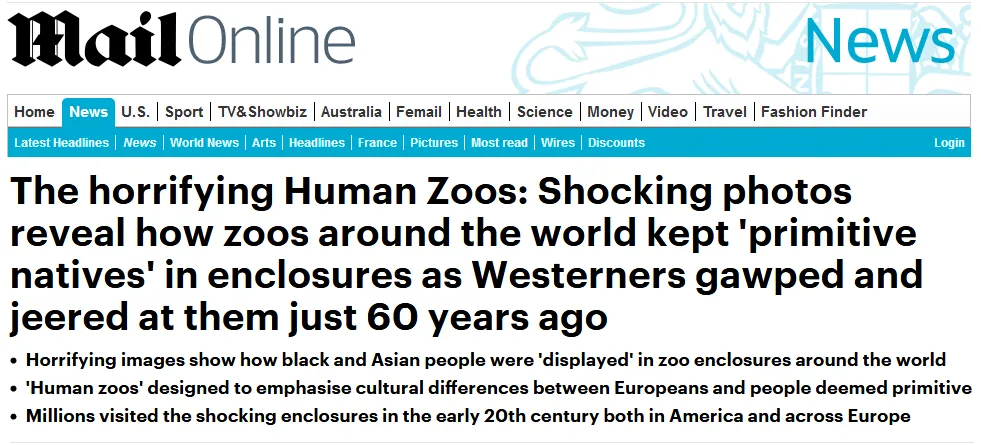 Mail Online
News
Home News U.S. Sport TV&Showbiz Australia Femail Health Science Money Video Travel Fashion Finder
Latest Headlines News World News Arts Headlines France Pictures Most read Wires Discounts Login
The horrifying Human Zoos: Shocking photos
reveal how zoos around the world kept 'primitive
natives' in enclosures as Westerners gawped and
jeered at them just 60 years ago
• Horrifying images show how black and Asian people were 'displayed' in zoo enclosures around the world
• 'Human zoos' designed to emphasise cultural differences between Europeans and people deemed primitive
• Millions visited the shocking enclosures in the early 20th century both in America and across Europe